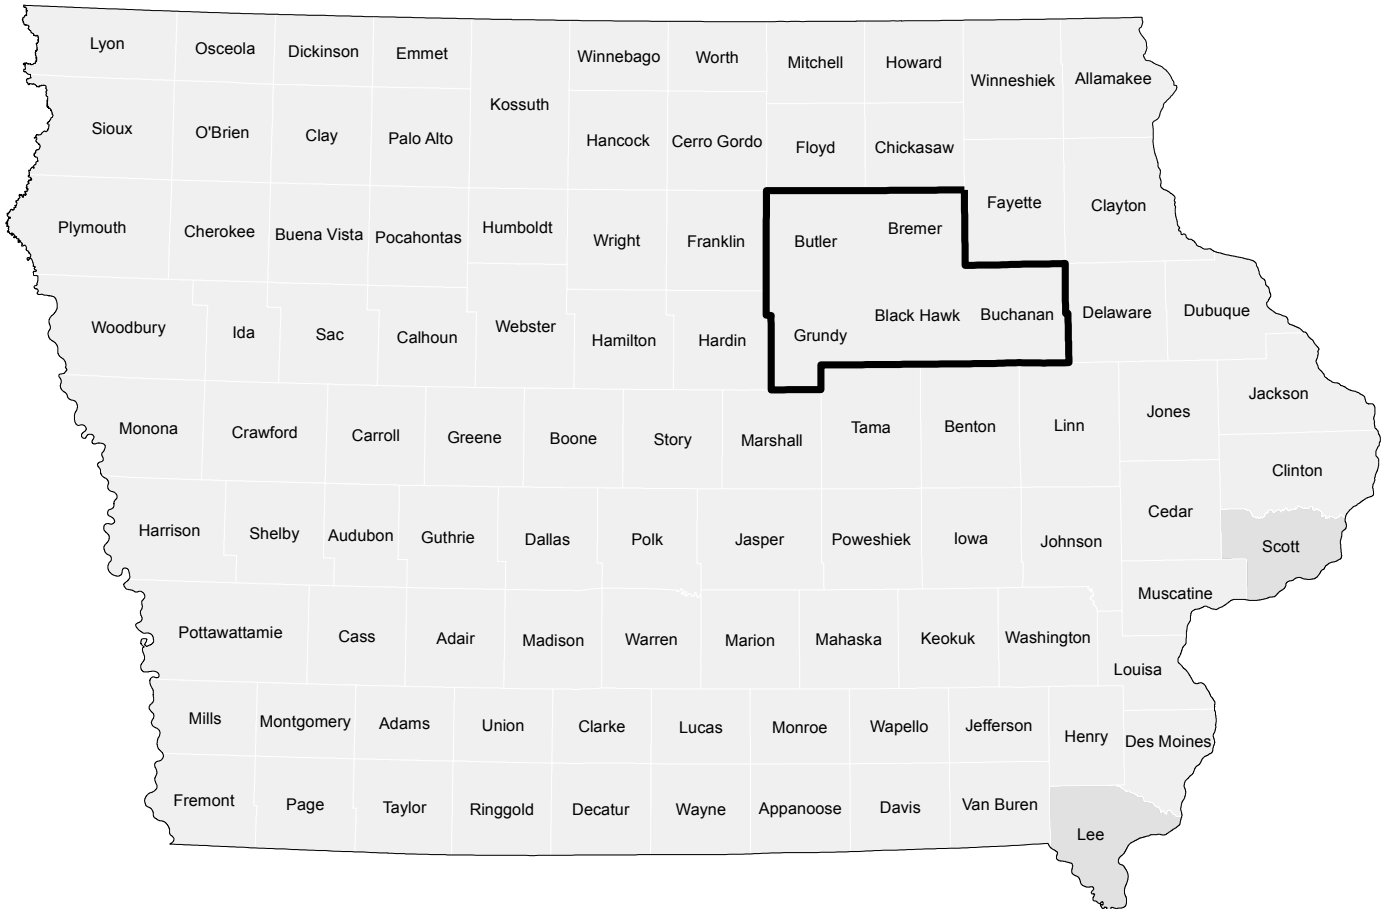 Lyon
Osceola
Dickinson
Emmet
Kossuth
Winnebago
Worth
Mitchell
Howard
Winneshiek
Allamakee
Sioux
O'Brien
Clay
Palo Alto
Hancock
Cerro Gordo
Floyd
Chickasaw
Fayette
Clayton
Plymouth
Cherokee
Buena Vista
Pocahontas
Humboldt
Wright
Franklin
Butler
Bremer
Woodbury
Ida
Sac
Calhoun
Webster
Hamilton
Hardin
Grundy
Black Hawk
Buchanan
Delaware
Dubuque
Monona
Crawford
Carroll
Greene
Boone
Story
Marshall
Tama
Benton
Linn
Jones
Jackson
Clinton
Harrison
Shelby
Audubon
Guthrie
Dallas
Polk
Jasper
Poweshiek
Iowa
Johnson
Cedar
Scott
Muscatine
Pottawattamie
Cass
Adair
Madison
Warren
Marion
Mahaska
Keokuk
Washington
Louisa
Mills
Montgomery
Adams
Union
Clarke
Lucas
Monroe
Wapello
Jefferson
Henry
Des Moines
Fremont
Page
Taylor
Ringgold
Decatur
Wayne
Appanoose
Davis
Van Buren
Lee